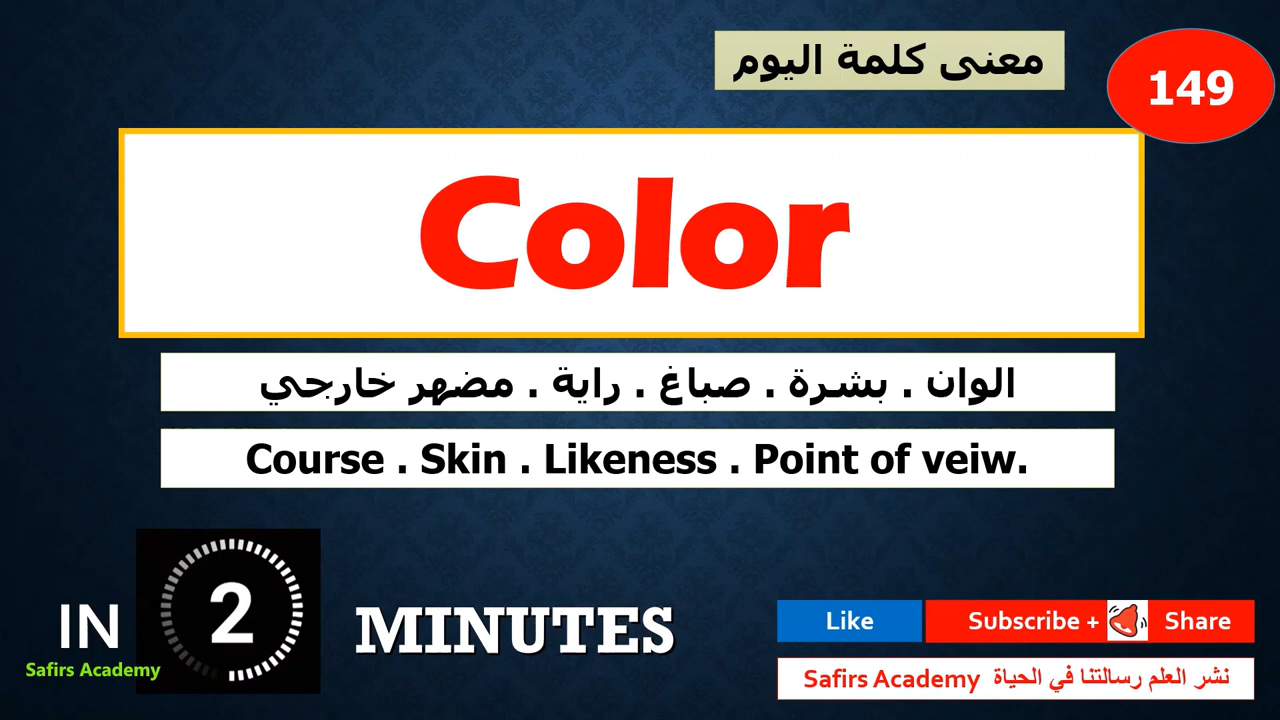 معنى كلمة اليوم
149
Color
الوان . بشرة . صباغ . راية . مضهر خارجي
Course . Skin . Likeness . Point of veiw.
IN 2 MINUTES
Safirs Academy
Like Subscribe + Share
Safirs Academy نشر العلم رسالتنا في الحياة